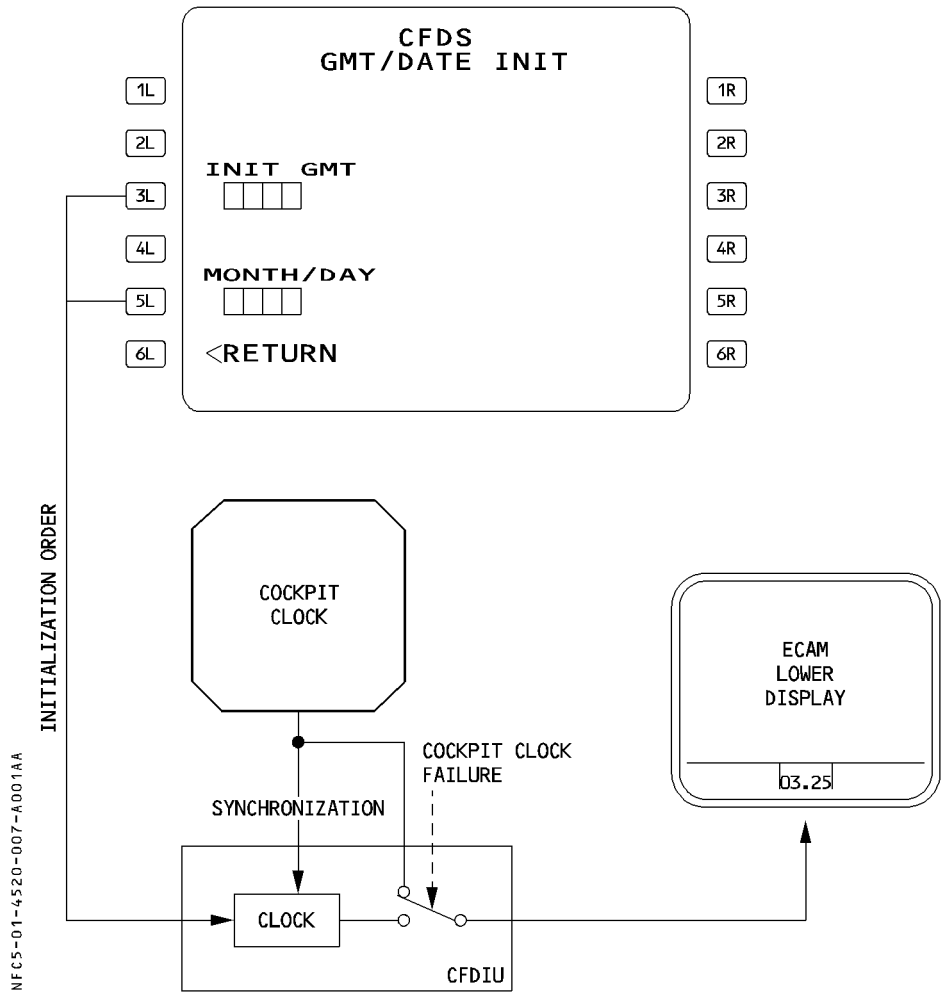 CFDS
GMT/DATE INIT
1L
1R
2L
2R
INIT GMT
3L
3R
4L
4R
MONTH/DAY
5L
5R
6L
<RETURN
6R
INITIALIZATION ORDER
COCKPIT
CLOCK
ECAM
LOWER
DISPLAY
03.25
COCKPIT CLOCK
FAILURE
SYNCHRONIZATION
CLOCK
CFDIU
NFC5-01-4520-007-A001AA